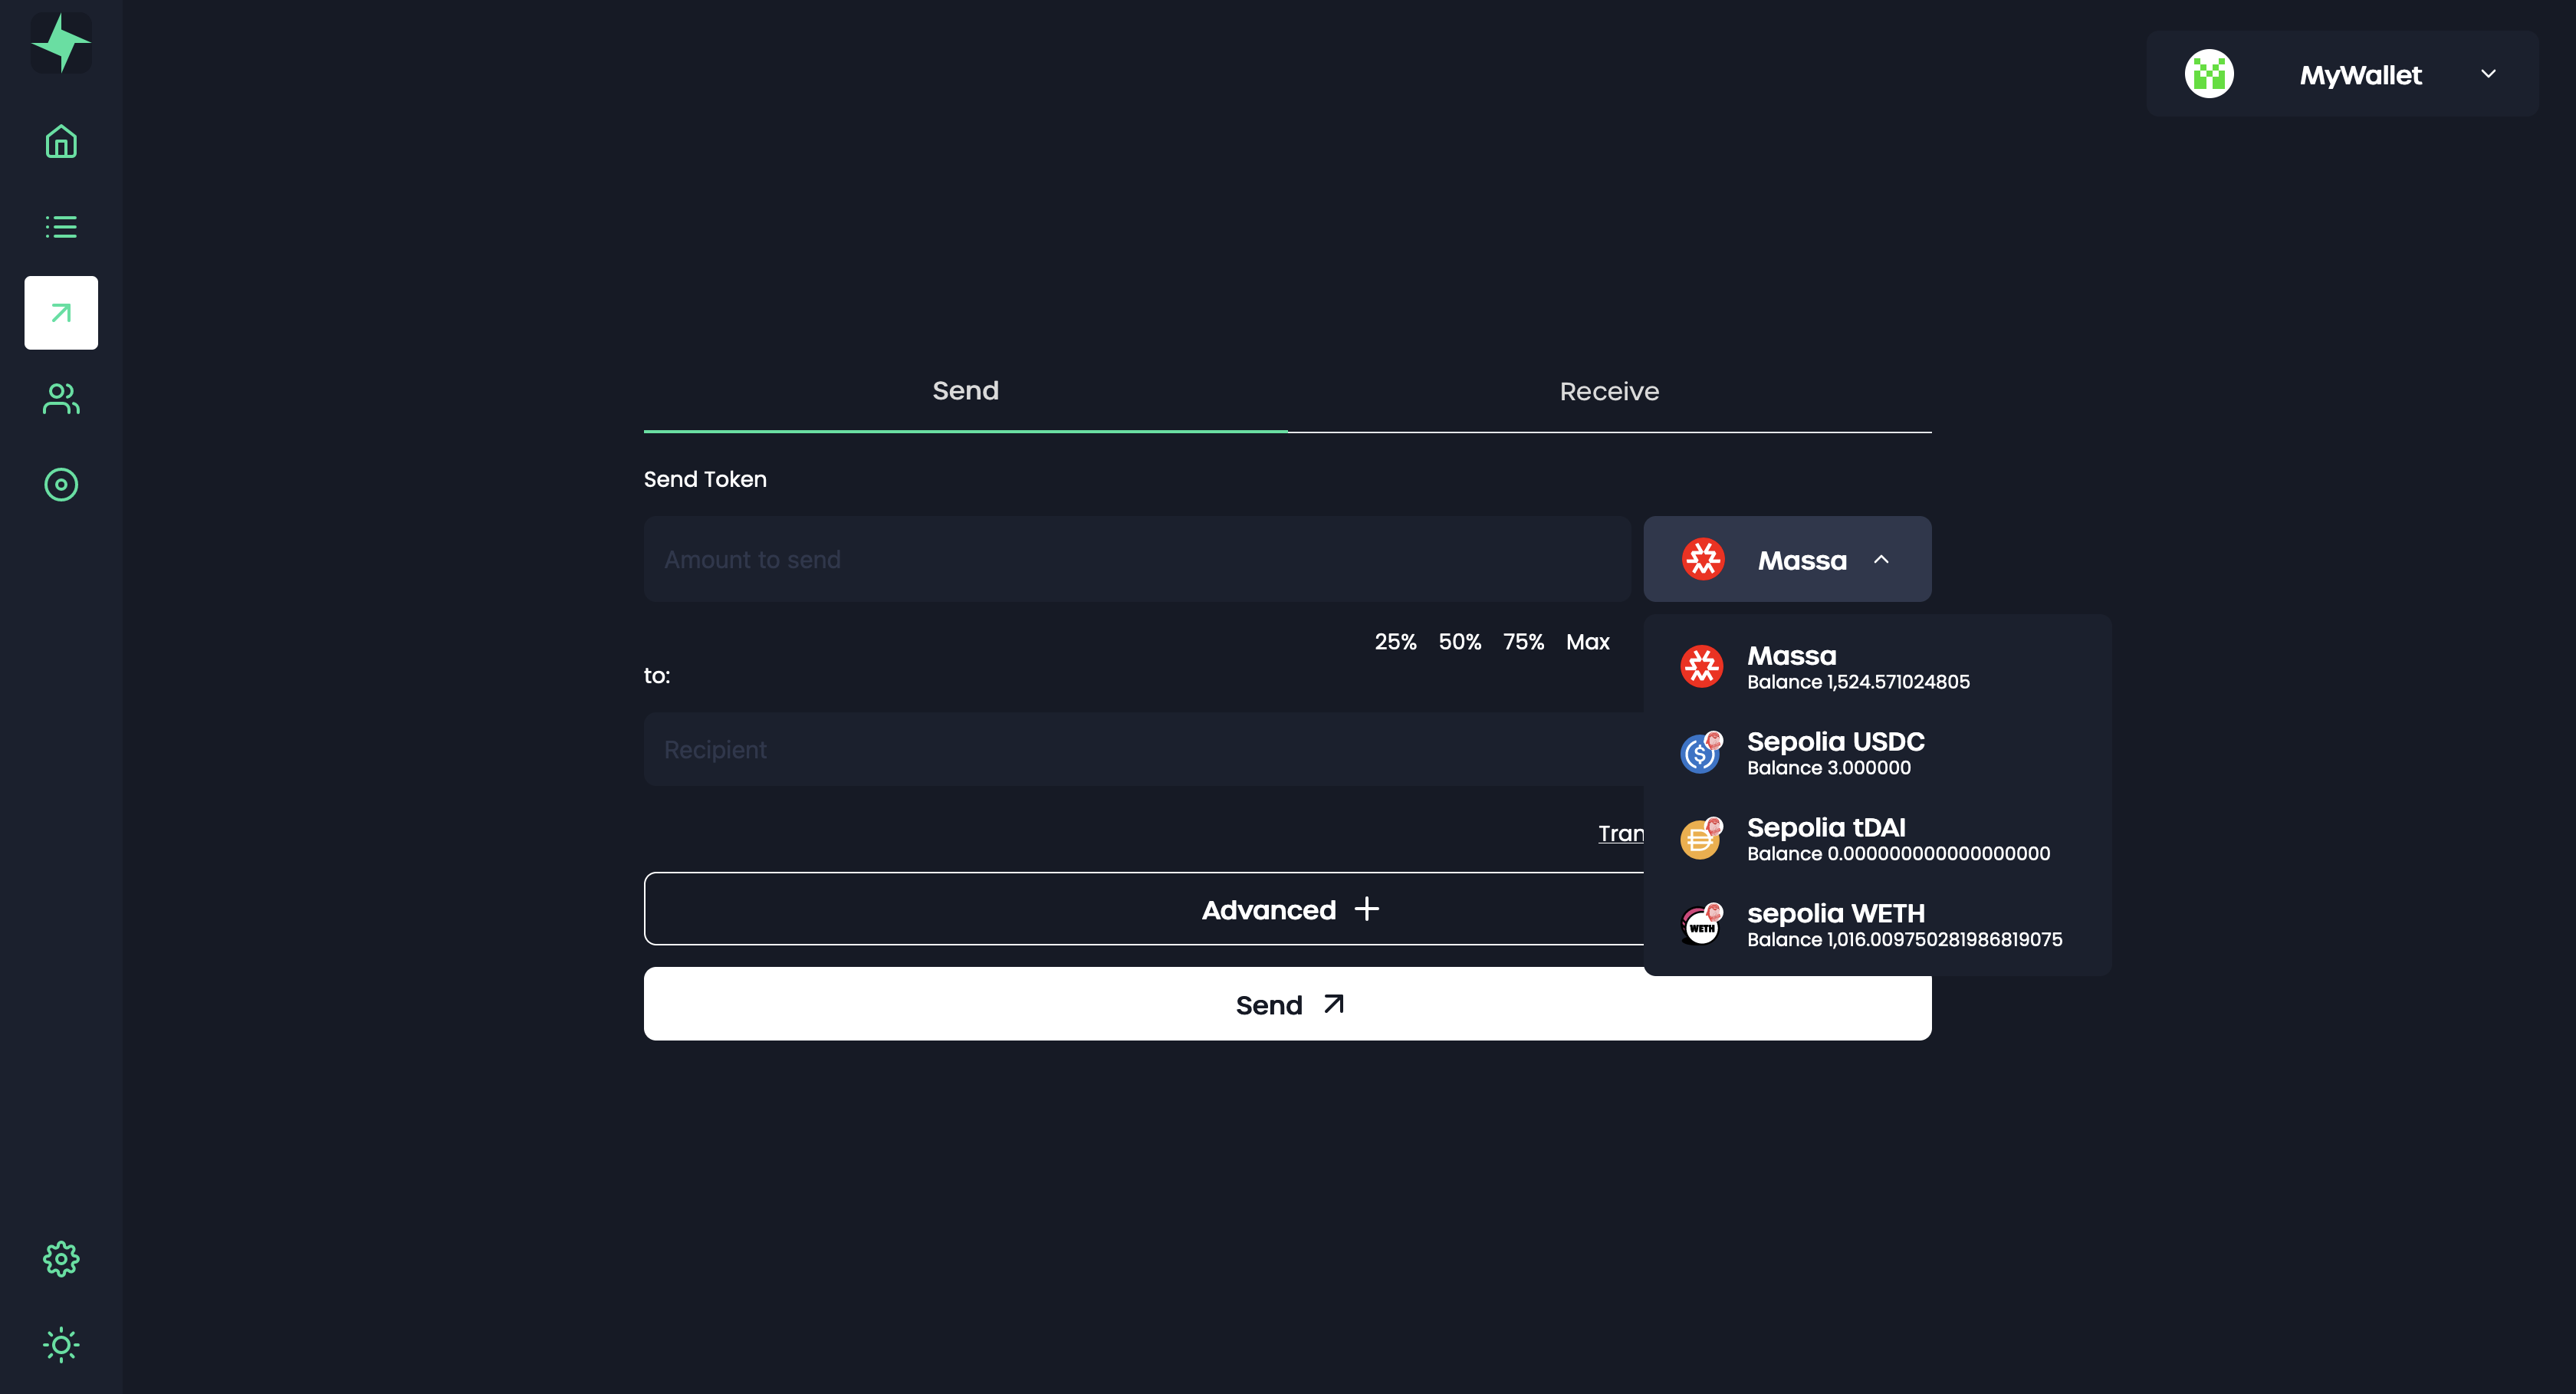 MyWallet
Send
Receive
Send Token
Amount to send
Massa
25% 50% 75% Max
to:
Recipient
Tran
Massa
Balance 1,524.571024805
Sepolia USDC
Balance 3.000000
Sepolia tDAI
Balance 0.000000000000000000
sepolia WETH
Balance 1,016.009750281986819075
WETH
Advanced
Send